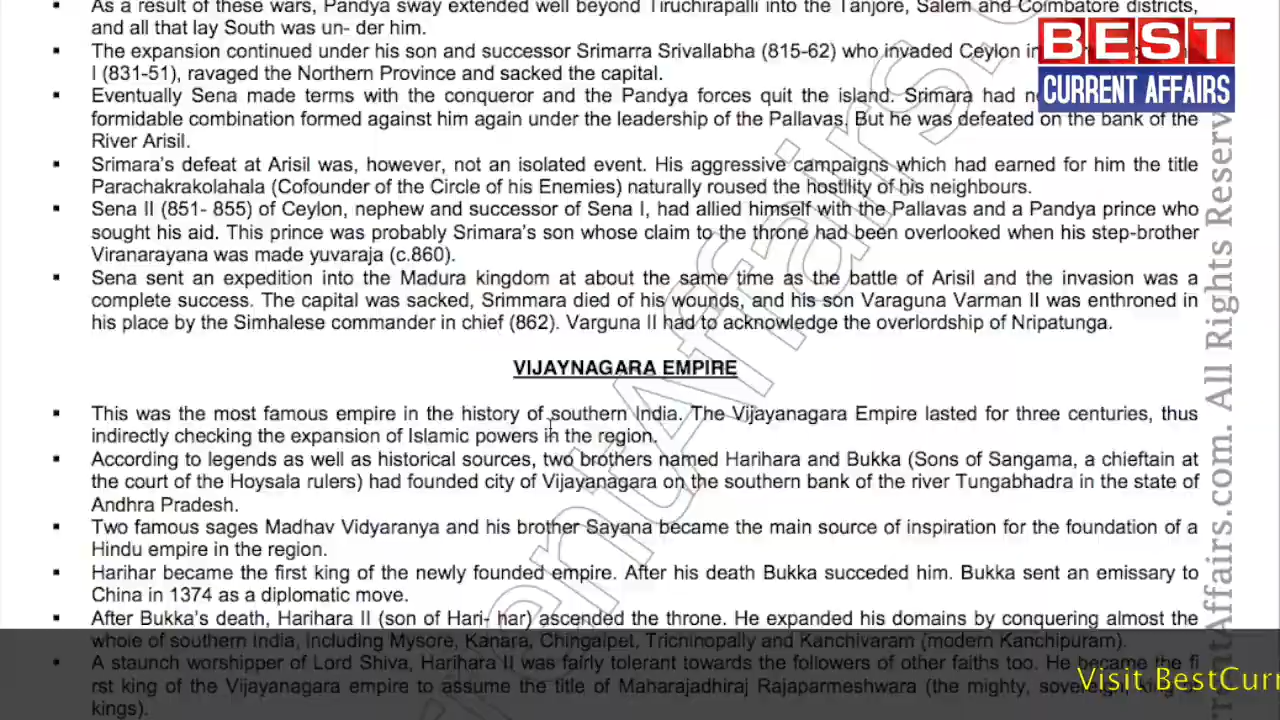 As a result of these wars, Pandya sway extended well beyond Tiruchirapalli into the Tanjore, Salem and Coimbatore districts,
and all that lay South was un- der him.
The expansion continued under his son and successor Srimarra Srivallabha (815-62) who invaded Ceylon in
I (831-51), ravaged the Northern Province and sacked the capital.
Eventually Sena made terms with the conqueror and the Pandya forces quit the island. Srimara had
formidable combination formed against him again under the leadership of the Pallavas. But he was defeated on the bank of the
River Arisil.
Srimara's defeat at Arisil was, however, not an isolated event. His aggressive campaigns which had earned for him the title
Parachakrakolahala (Cofounder of the Circle of his Enemies) naturally roused the hostility of his neighbours.
Sena II (851- 855) of Ceylon, nephew and successor of Sena I, had allied himself with the Pallavas and a Pandya prince who
sought his aid. This prince was probably Srimara's son whose claim to the throne had been overlooked when his step-brother
Viranarayana was made yuvaraja (c.860).
Sena sent an expedition into the Madura kingdom at about the same time as the battle of Arisil and the invasion was a
complete success. The capital was sacked, Srimmara died of his wounds, and his son Varaguna Varman II was enthroned in
his place by the Simhalese commander in chief (862). Varguna II had to acknowledge the overlordship of Nripatunga.
VIJAYNAGARA EMPIRE
This was the most famous empire in the history of southern India. The Vijayanagara Empire lasted for three centuries, thus
indirectly checking the expansion of Islamic powers in the region.
According to legends as well as historical sources, two brothers named Harihara and Bukka (Sons of Sangama, a chieftain at
the court of the Hoysala rulers) had founded city of Vijayanagara on the southern bank of the river Tungabhadra in the state of
Andhra Pradesh.
Two famous sages Madhav Vidyaranya and his brother Sayana became the main source of inspiration for the foundation of a
Hindu empire in the region.
Harihar became the first king of the newly founded empire. After his death Bukka succeded him. Bukka sent an emissary to
China in 1374 as a diplomatic move.
After Bukka's death, Harihara II (son of Hari- har) ascended the throne. He expanded his domains by conquering almost the
whole of southern India, including Mysore, Kanara, Chingalpet, Tricninopally and Kanchivaram (modern Kanchipuram).
A staunch worshipper of Lord Shiva, Harihara II was fairly tolerant towards the followers of other faiths too. He became the fi
rst king of the Vijayanagara empire to assume the title of Maharajadhiraj Rajaparmeshwara (the mighty, sovereign, king of
kings).
BEST
CURRENT AFFAIRS
entAffairs.c
rentAffairs.com. All Rights Reserv
Visit BestCurr